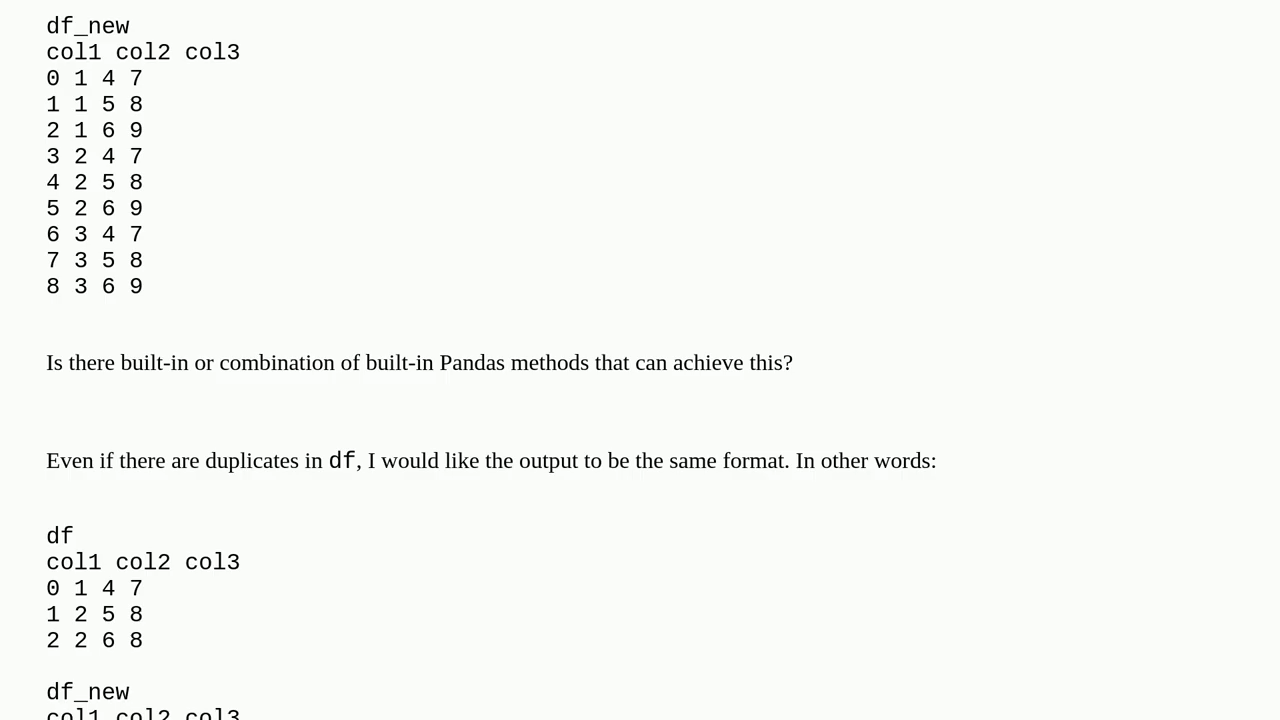 df_new
col1 col2 col3
0 1 4 7
1 1 5 8
2 1 6 9
3 2 4 7
4 2 5 8
5 2 6 9
6 3 4 7
7 3 5 8
8 3 6 9
Is there built-in or combination of built-in Pandas methods that can achieve this?
Even if there are duplicates in df, I would like the output to be the same format. In other words:
df
col1 col2 col3
0 1 4 7
1 2 5 8
2 2 6 8
df_new
col1 col2 col3